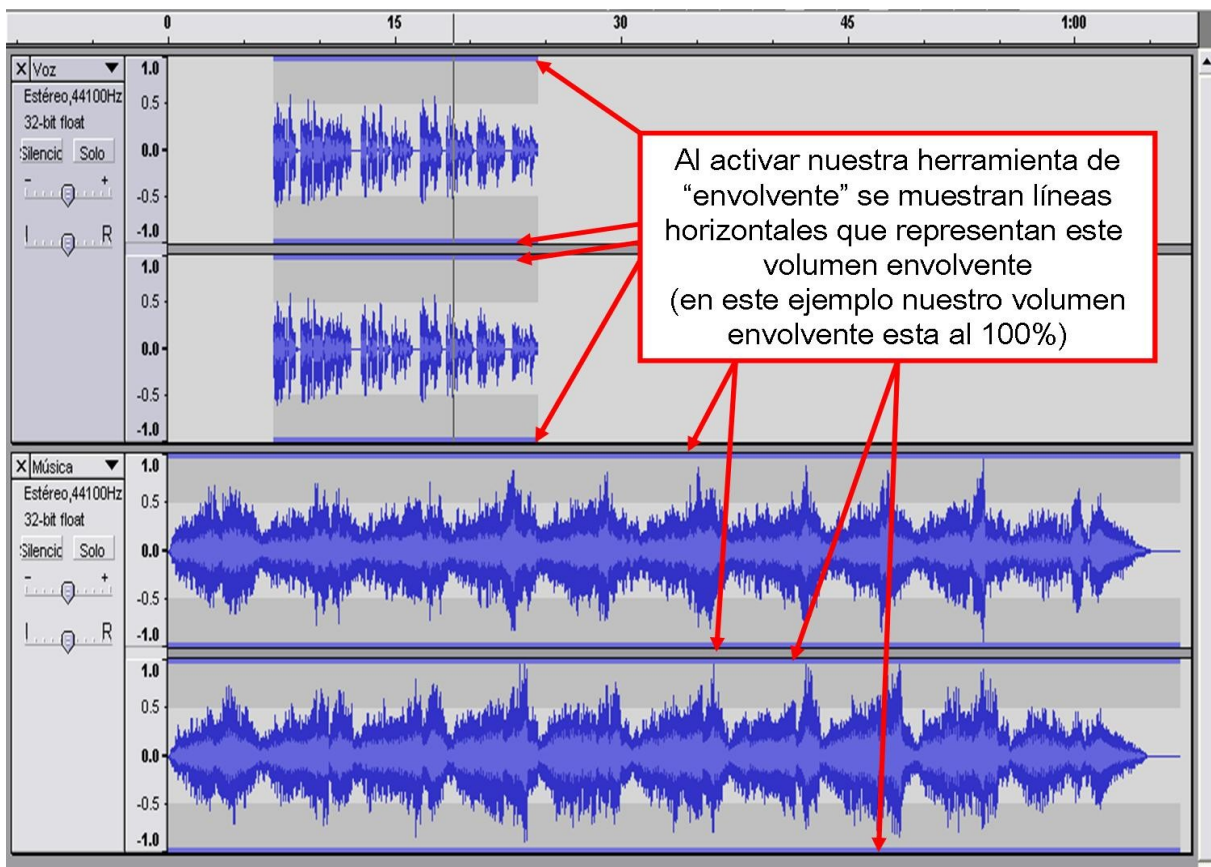 0 15 30 45 1:00
X Voz
Estéreo,44100Hz
32-bit float
Silencic Solo
- +
R
1.0
0.5
0.0
-0.5
-1.0
1.0
0.5
0.0
-0.5
-1.0
Al activar nuestra herramienta de
“envolvente” se muestran líneas
horizontales que representan este
volumen envolvente
(en este ejemplo nuestro volumen
envolvente esta al 100%)
X Música
Estéreo,44100Hz
32-bit float
Silencic Solo
- +
R
1.0
0.5
0.0
-0.5
-1.0
1.0
0.5
0.0
-0.5
-1.0